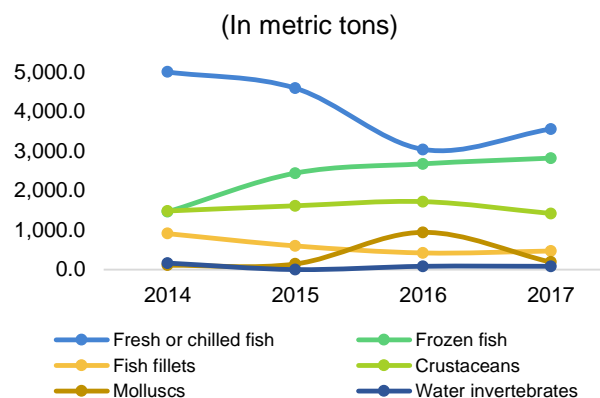 (In metric tons)
5,000.0
4,000.0
3,000.0
2,000.0
1,000.0
0.0
2014 2015 2016 2017
Fresh or chilled fish Frozen fish
Fish fillets Crustaceans
Molluscs Water invertebrates